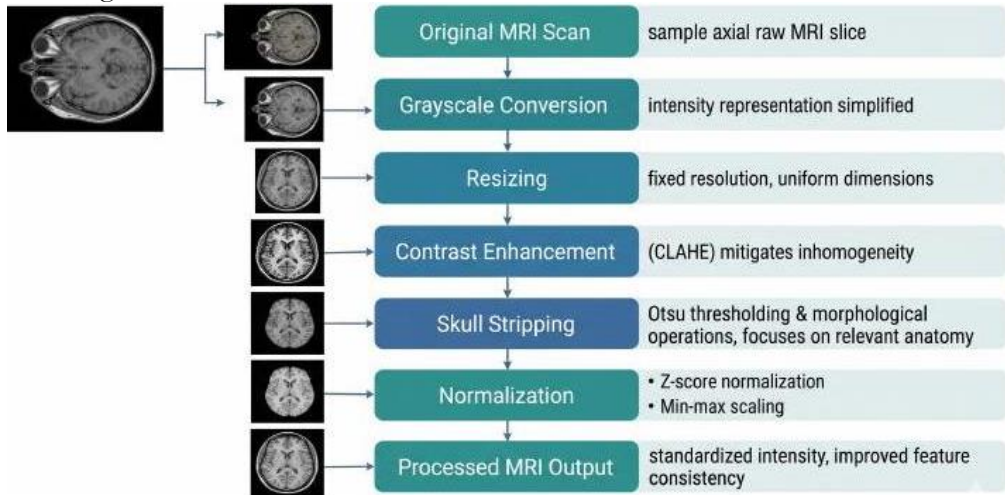 Original MRI Scan
sample axial raw MRI slice
Grayscale Conversion
intensity representation simplified
Resizing
fixed resolution, uniform dimensions
Contrast Enhancement
(CLAHE) mitigates inhomogeneity
Skull Stripping
Otsu thresholding & morphological
operations, focuses on relevant anatomy
Normalization
• Z-score normalization
• Min-max scaling
Processed MRI Output
standardized intensity, improved feature
consistency